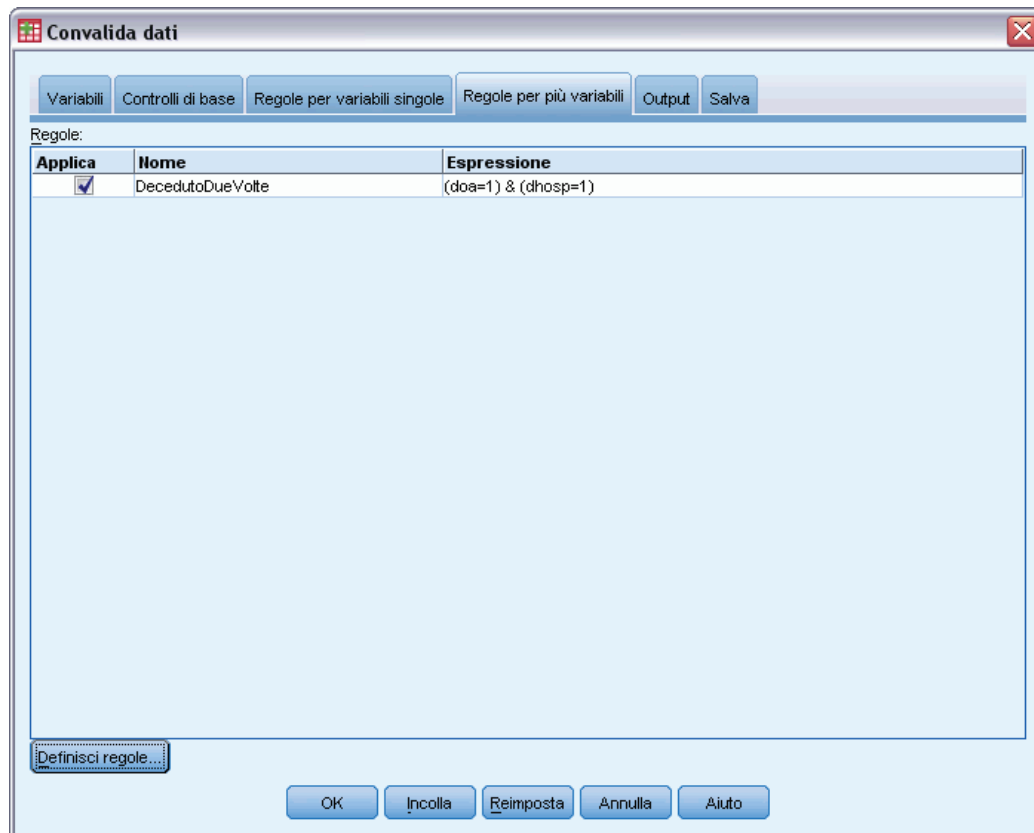 Convalida dati
Variabili Controlli di base Regole per variabili singole Regole per più variabili Output Salva
Regole:
Applica Nome Espressione
DecedutoDueVolte (doa=1) & (dhosp=1)
Definisci regole...
OK Incolla Reimposta Annulla Aiuto